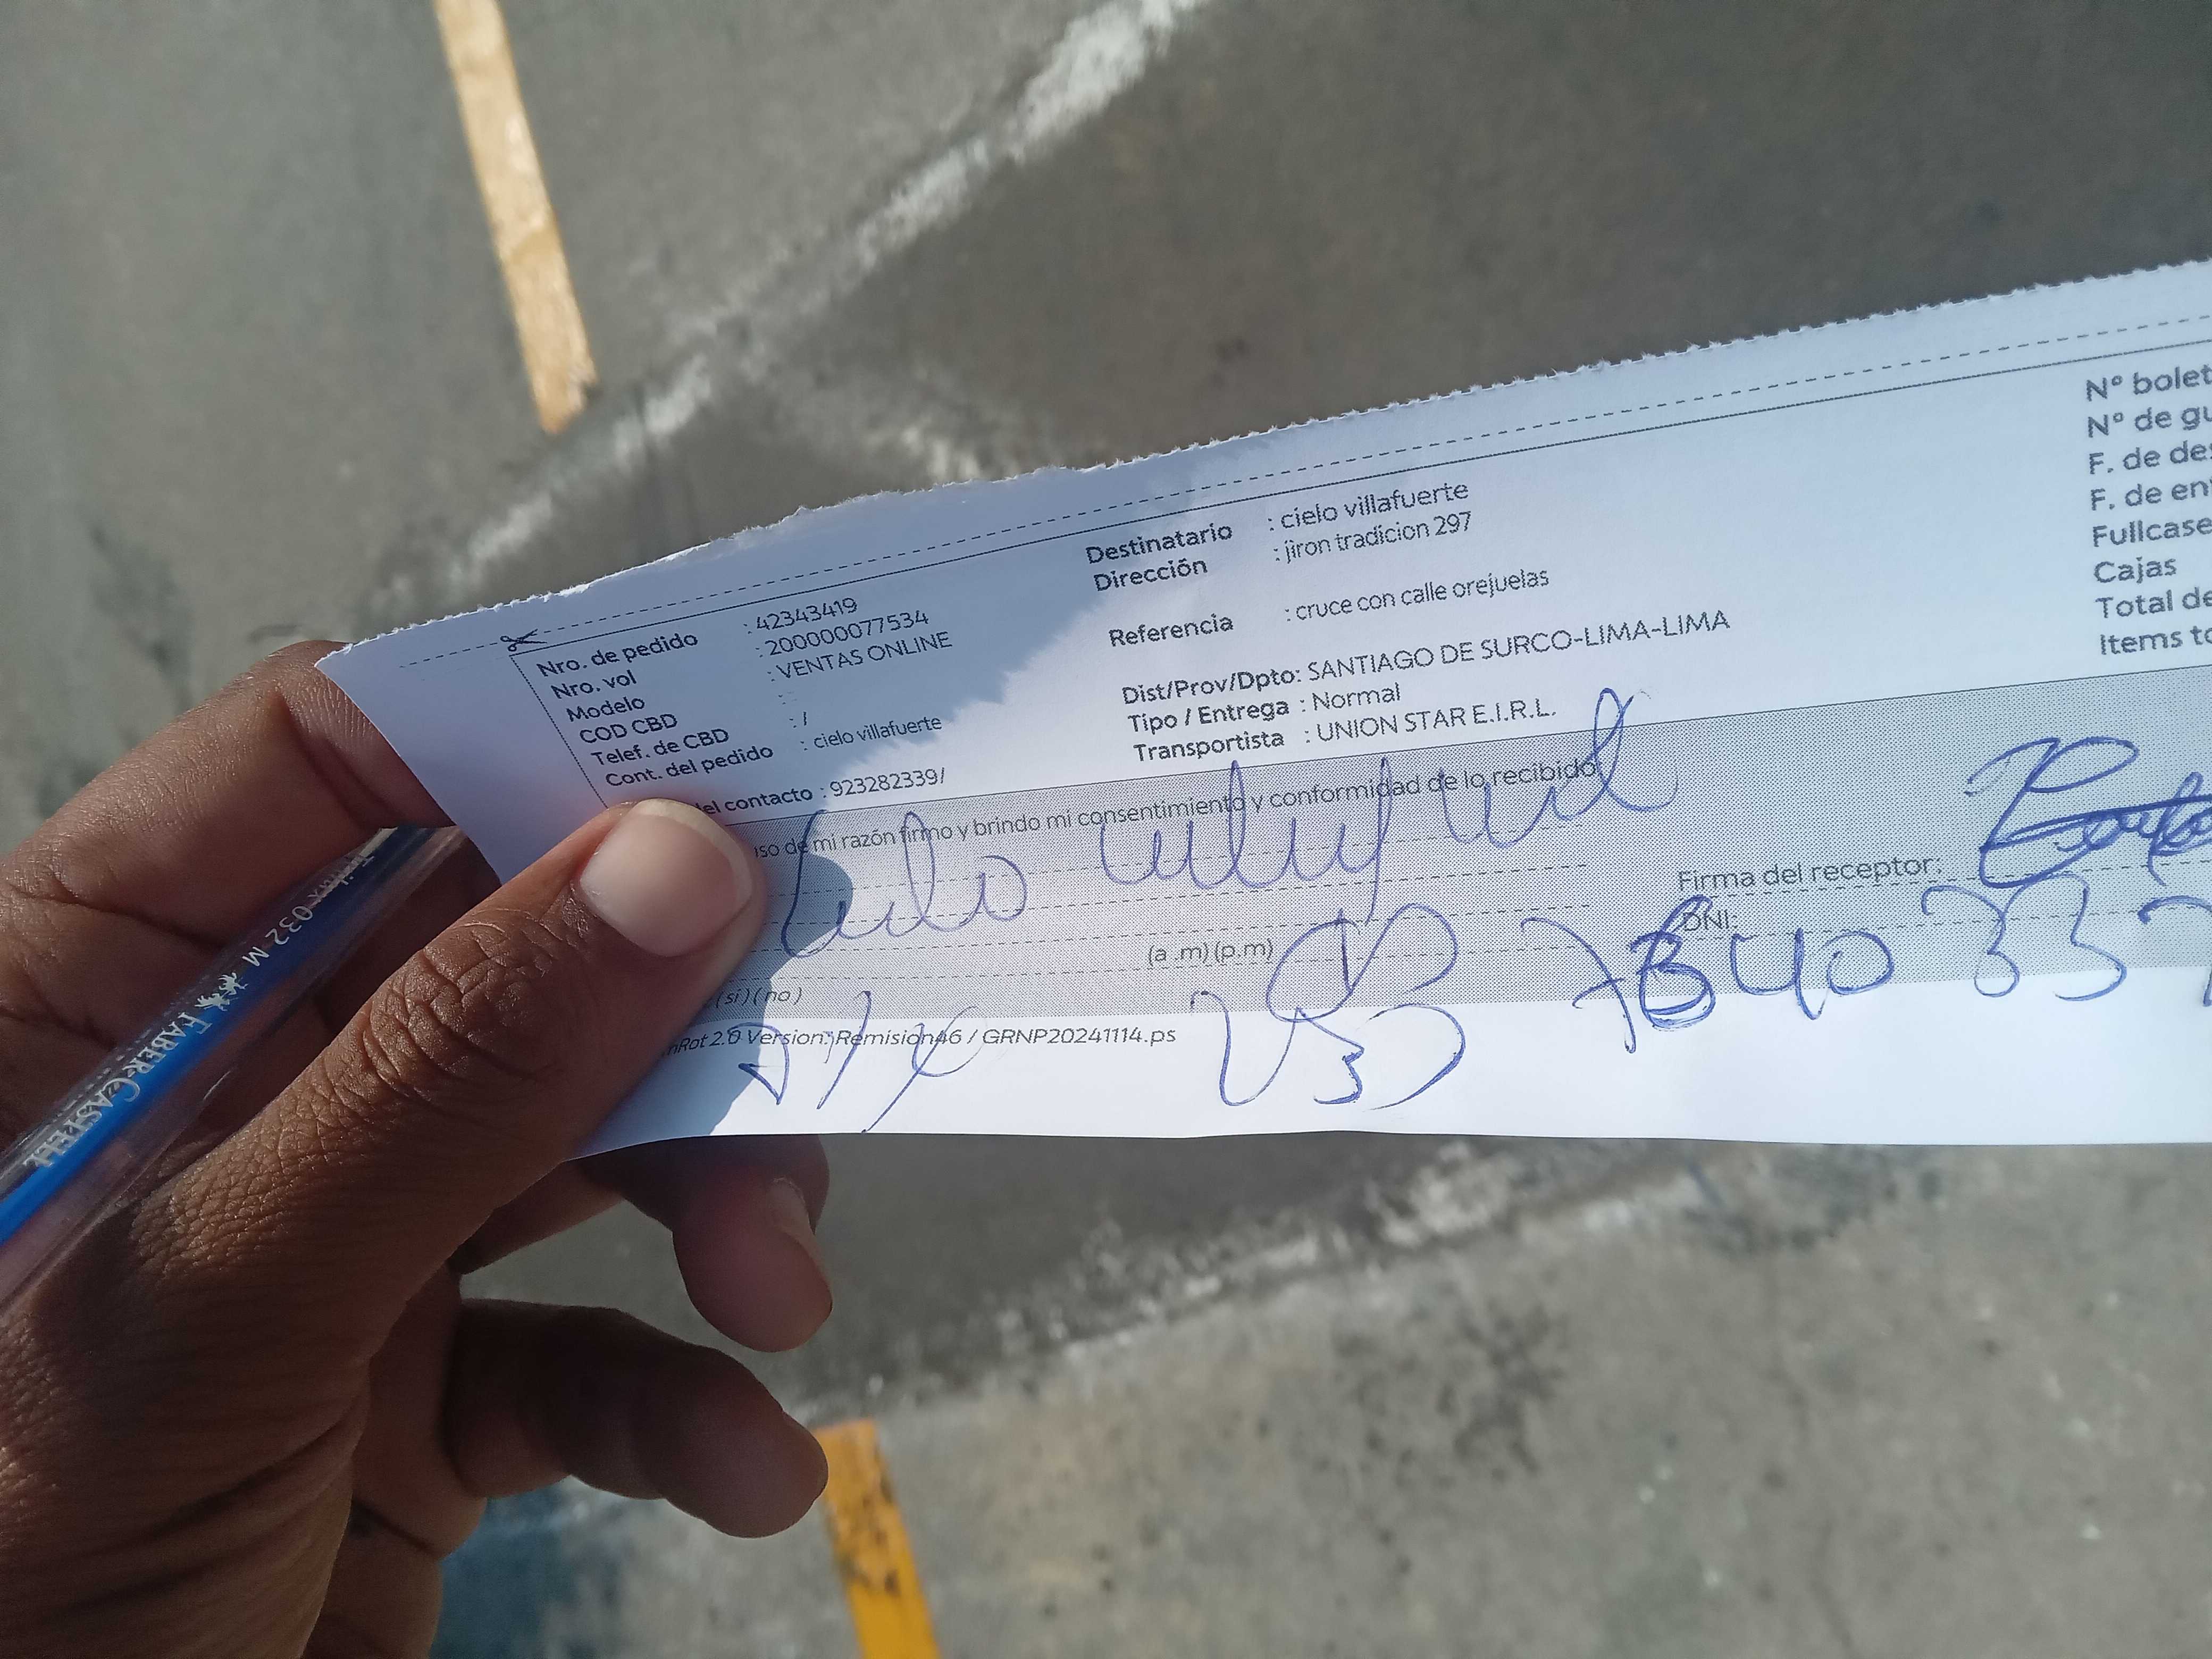 Nro. de pedido : 42343419
Nro. vol : 200000077534
Modelo : VENTAS ONLINE
COD CBD :
Telef. de CBD : /
Cont. del pedido : cielo villafuerte
del contacto : 923282339/
Destinatario : cielo villafuerte
Dirección : jiron tradicion 297
Referencia : cruce con calle orejuelas
Dist/Prov/Dpto: SANTIAGO DE SURCO-LIMA-LIMA
Tipo / Entrega : Normal
Transportista : UNION STAR E.I.R.L.
Nº bolet
Nº de gu
F. de des
F. de en
Fullcase
Cajas
Total de
Items to
uso de mi razón firmo y brindo mi consentimiento y conformidad de lo recibido
Firma del receptor:
DNI:
(a .m) (p.m)
(si) (no)
Rot 2.0 Version: Remision46 / GRNP20241114.ps
Trilux 032 M FABER-CASTELL